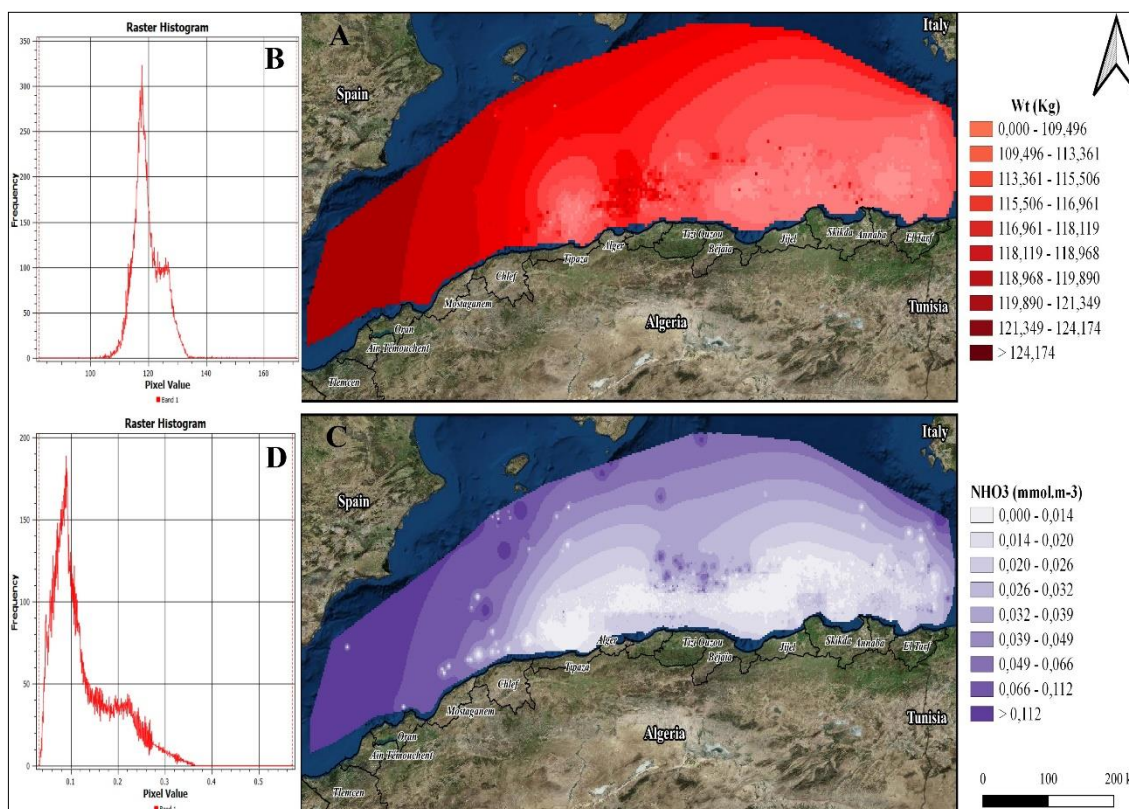 Raster Histogram
B
350
300
250
200
150
100
50
0
Frequency
100
120
140
160
Pixel Value
Band 1
A
Italy
Spain
Tlemcen
Aïn Témouchent
Oran
Mostaganem
Chlef
Tipaza
Alger
Tizi Ouzou
Béjaia
Jijel
Skikda
Annaba
El Tarf
Tunisia
Algeria
Wt (Kg)
0,000 - 109,496
109,496 - 113,361
113,361 - 115,506
115,506 - 116,961
116,961 - 118,119
118,119 - 118,968
118,968 - 119,890
119,890 - 121,349
121,349 - 124,174
> 124,174
Raster Histogram
D
200
150
100
50
0
Frequency
0.1
0.2
0.3
0.4
0.5
Pixel Value
Band 1
C
Italy
Spain
Tlemcen
Aïn Témouchent
Oran
Mostaganem
Chlef
Tipaza
Alger
Tizi Ouzou
Béjaia
Jijel
Skikda
Annaba
El Tarf
Tunisia
Algeria
NHO3 (mmol.m-3)
0,000 - 0,014
0,014 - 0,020
0,020 - 0,026
0,026 - 0,032
0,032 - 0,039
0,039 - 0,049
0,049 - 0,066
0,066 - 0,112
> 0,112
0 100 200 k